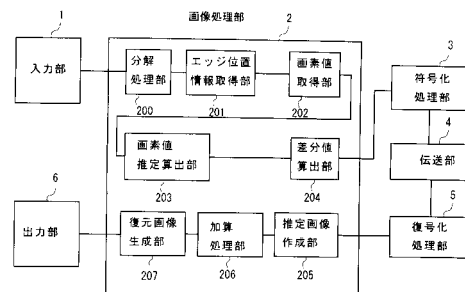 画像処理部
1
2
入力部
分解
処理部
200
エッジ位置
情報取得部
201
画素値
取得部
202
3
符号化
処理部
4
伝送部
画素値
推定算出部
203
差分値
算出部
204
6
出力部
復元画像
生成部
207
加算
処理部
206
推定画像
作成部
205
5
復号化
処理部